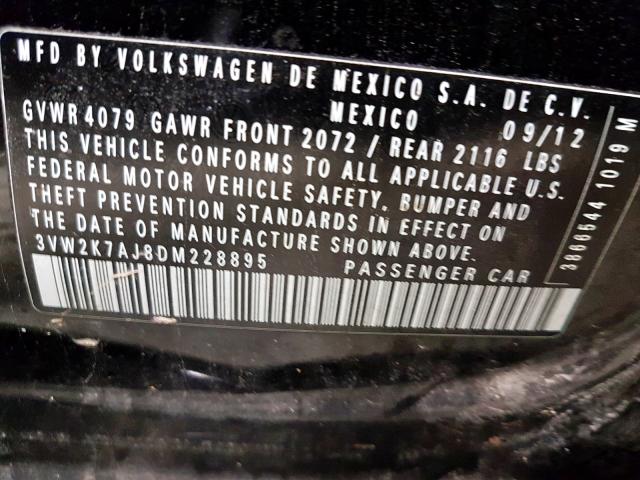 MFD BY VOLKSWAGEN DE MEXICO S.A. DE C.V.
MEXICO 09/12
GVWR 4079 GAWR FRONT 2072 / REAR 2116 LBS
THIS VEHICLE CONFORMS TO ALL APPLICABLE U.S.
FEDERAL MOTOR VEHICLE SAFETY, BUMPER AND
THEFT PREVENTION STANDARDS IN EFFECT ON
THE DATE OF MANUFACTURE SHOWN ABOVE.
3VW2K7AJ8DM228895 PASSENGER CAR
3866544 1019 M